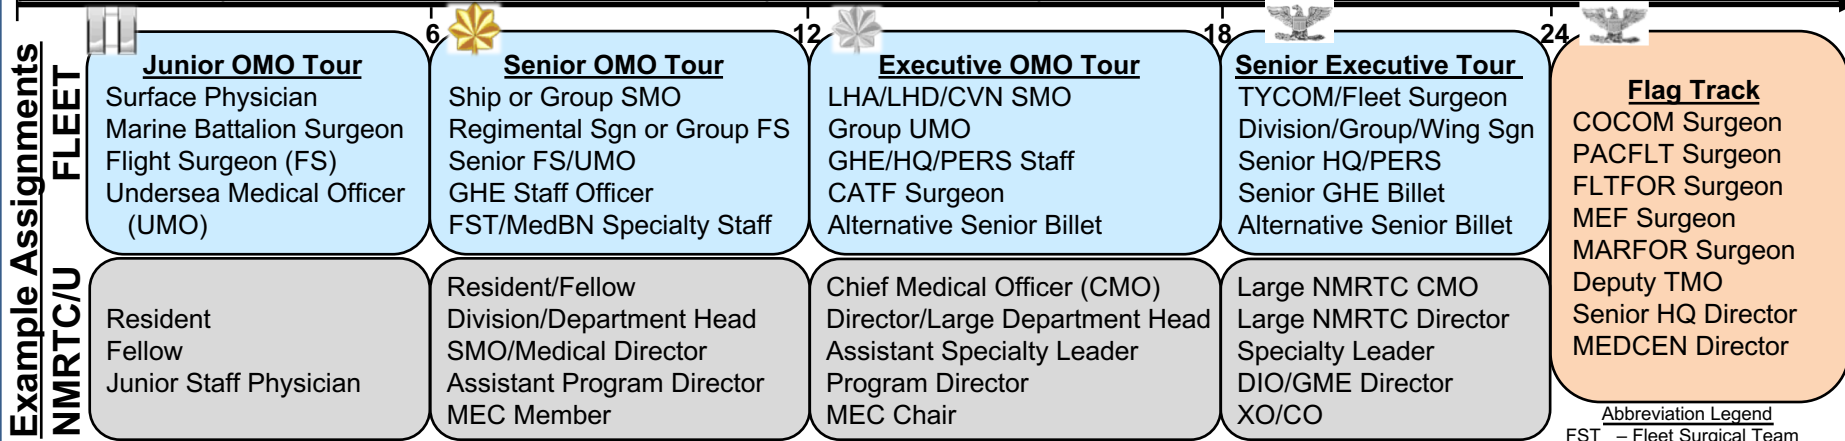 6
12
18
24
Example Assignments
FLEET
NMRTC/U
Junior OMO Tour
Surface Physician
Marine Battalion Surgeon
Flight Surgeon (FS)
Undersea Medical Officer
(UMO)
Senior OMO Tour
Ship or Group SMO
Regimental Sgn or Group FS
Senior FS/UMO
GHE Staff Officer
FST/MedBN Specialty Staff
Executive OMO Tour
LHA/LHD/CVN SMO
Group UMO
GHE/HQ/PERS Staff
CATF Surgeon
Alternative Senior Billet
Senior Executive Tour
TYCOM/Fleet Surgeon
Division/Group/Wing Sgn
Senior HQ/PERS
Senior GHE Billet
Alternative Senior Billet
Flag Track
COCOM Surgeon
PACFLT Surgeon
FLTFOR Surgeon
MEF Surgeon
MARFOR Surgeon
Deputy TMO
Senior HQ Director
MEDCEN Director
Resident
Fellow
Junior Staff Physician
Resident/Fellow
Division/Department Head
SMO/Medical Director
Assistant Program Director
MEC Member
Chief Medical Officer (CMO)
Director/Large Department Head
Assistant Specialty Leader
Program Director
MEC Chair
Large NMRTC CMO
Large NMRTC Director
Specialty Leader
DIO/GME Director
XO/CO
Abbreviation Legend
FST – Fleet Surgical Team